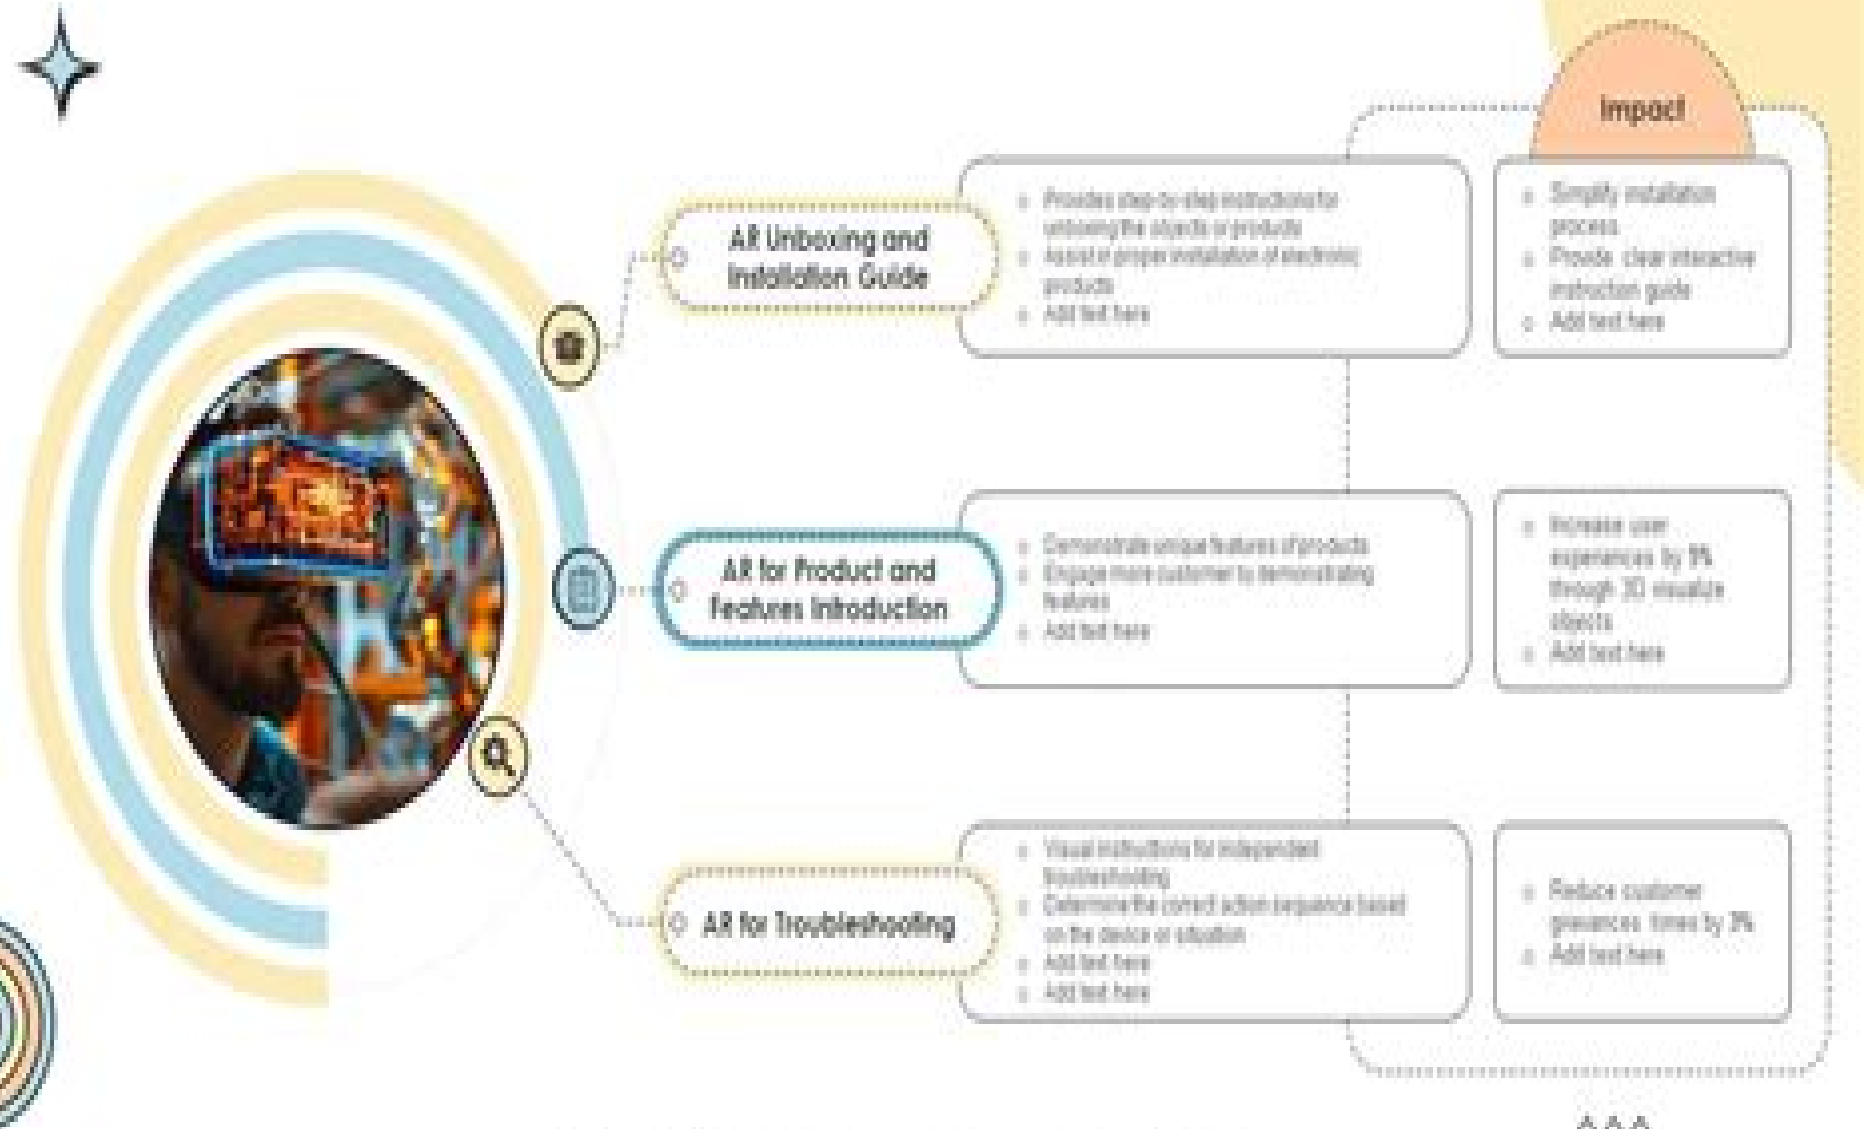 Impact
AR Unboxing and
Installation Guide
Provides step-by-step instructions for
unboxing the objects or products
Assist in proper installation of electronic
products
Add text here
Simplify installation
process
Provide clear interactive
instruction guide
Add text here
AR for Product and
Features Introduction
Demonstrate unique features of products
Engage more customer by demonstrating
features
Add text here
Increase user
experiences by
through 3D visualize
objects
Add text here
AR for Troubleshooting
Visual instructions for independent
troubleshooting
Determine the correct action sequence based
on the device or situation
Add text here
Add text here
Reduce customer
grievances times by 3%
Add text here